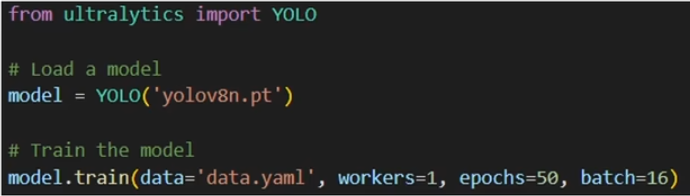 from ultralytics import YOLO
# Load a model
model = YOLO('yolov8n.pt')
# Train the model
model.train(data='data.yaml', workers=1, epochs=50, batch=16)